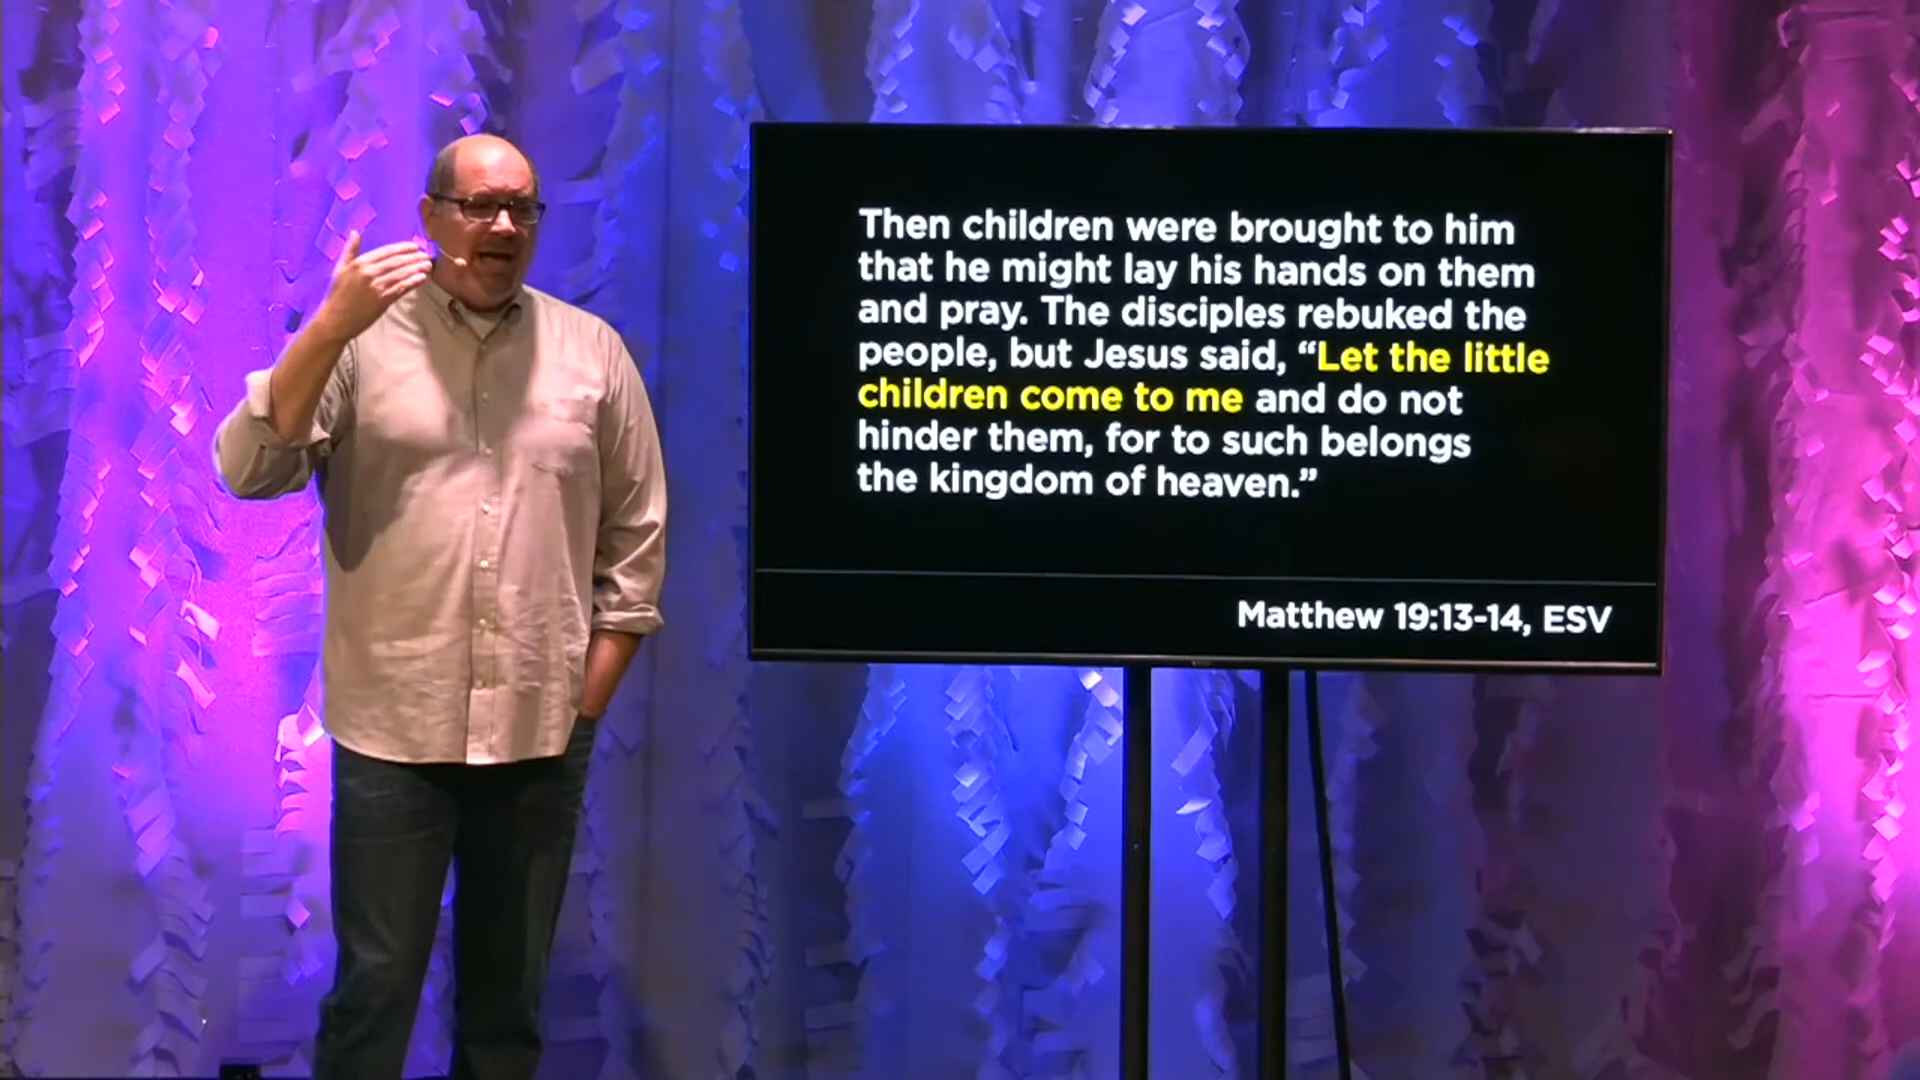 Then children were brought to him
that he might lay his hands on them
and pray. The disciples rebuked the
people, but Jesus said, “Let the little
children come to me and do not
hinder them, for to such belongs
the kingdom of heaven.”
Matthew 19:13-14, ESV